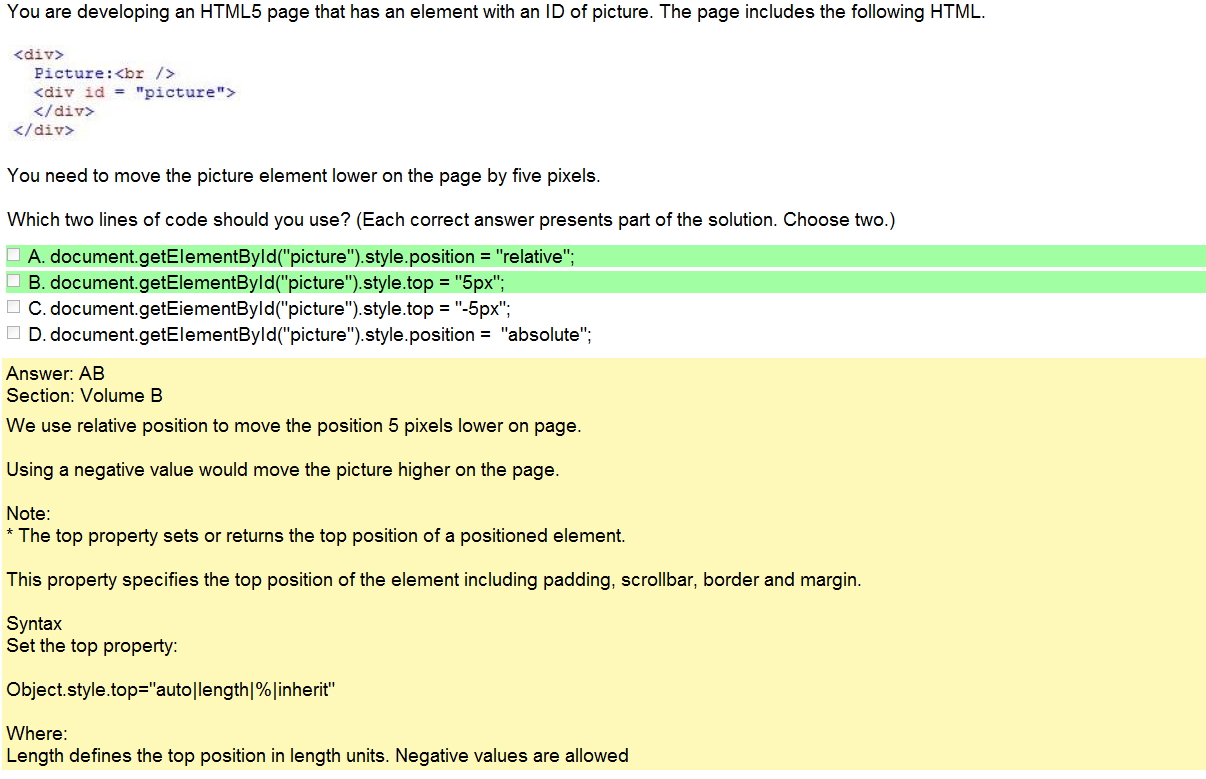 You are developing an HTML5 page that has an element with an ID of picture. The page includes the following HTML.
<div>
Picture:<br />
<div id = "picture">
</div>
</div>
You need to move the picture element lower on the page by five pixels.
Which two lines of code should you use? (Each correct answer presents part of the solution. Choose two.)
A. document.getElementById("picture").style.position = "relative";
B. document.getElementById("picture").style.top = "5px";
C. document.getEiementById("picture").style.top = "-5px";
D. document.getElementById("picture").style.position = "absolute";
Answer: AB
Section: Volume B
We use relative position to move the position 5 pixels lower on page.
Using a negative value would move the picture higher on the page.
Note:
* The top property sets or returns the top position of a positioned element.
This property specifies the top position of the element including padding, scrollbar, border and margin.
Syntax
Set the top property:
Object.style.top="auto|length|%|inherit"
Where:
Length defines the top position in length units. Negative values are allowed